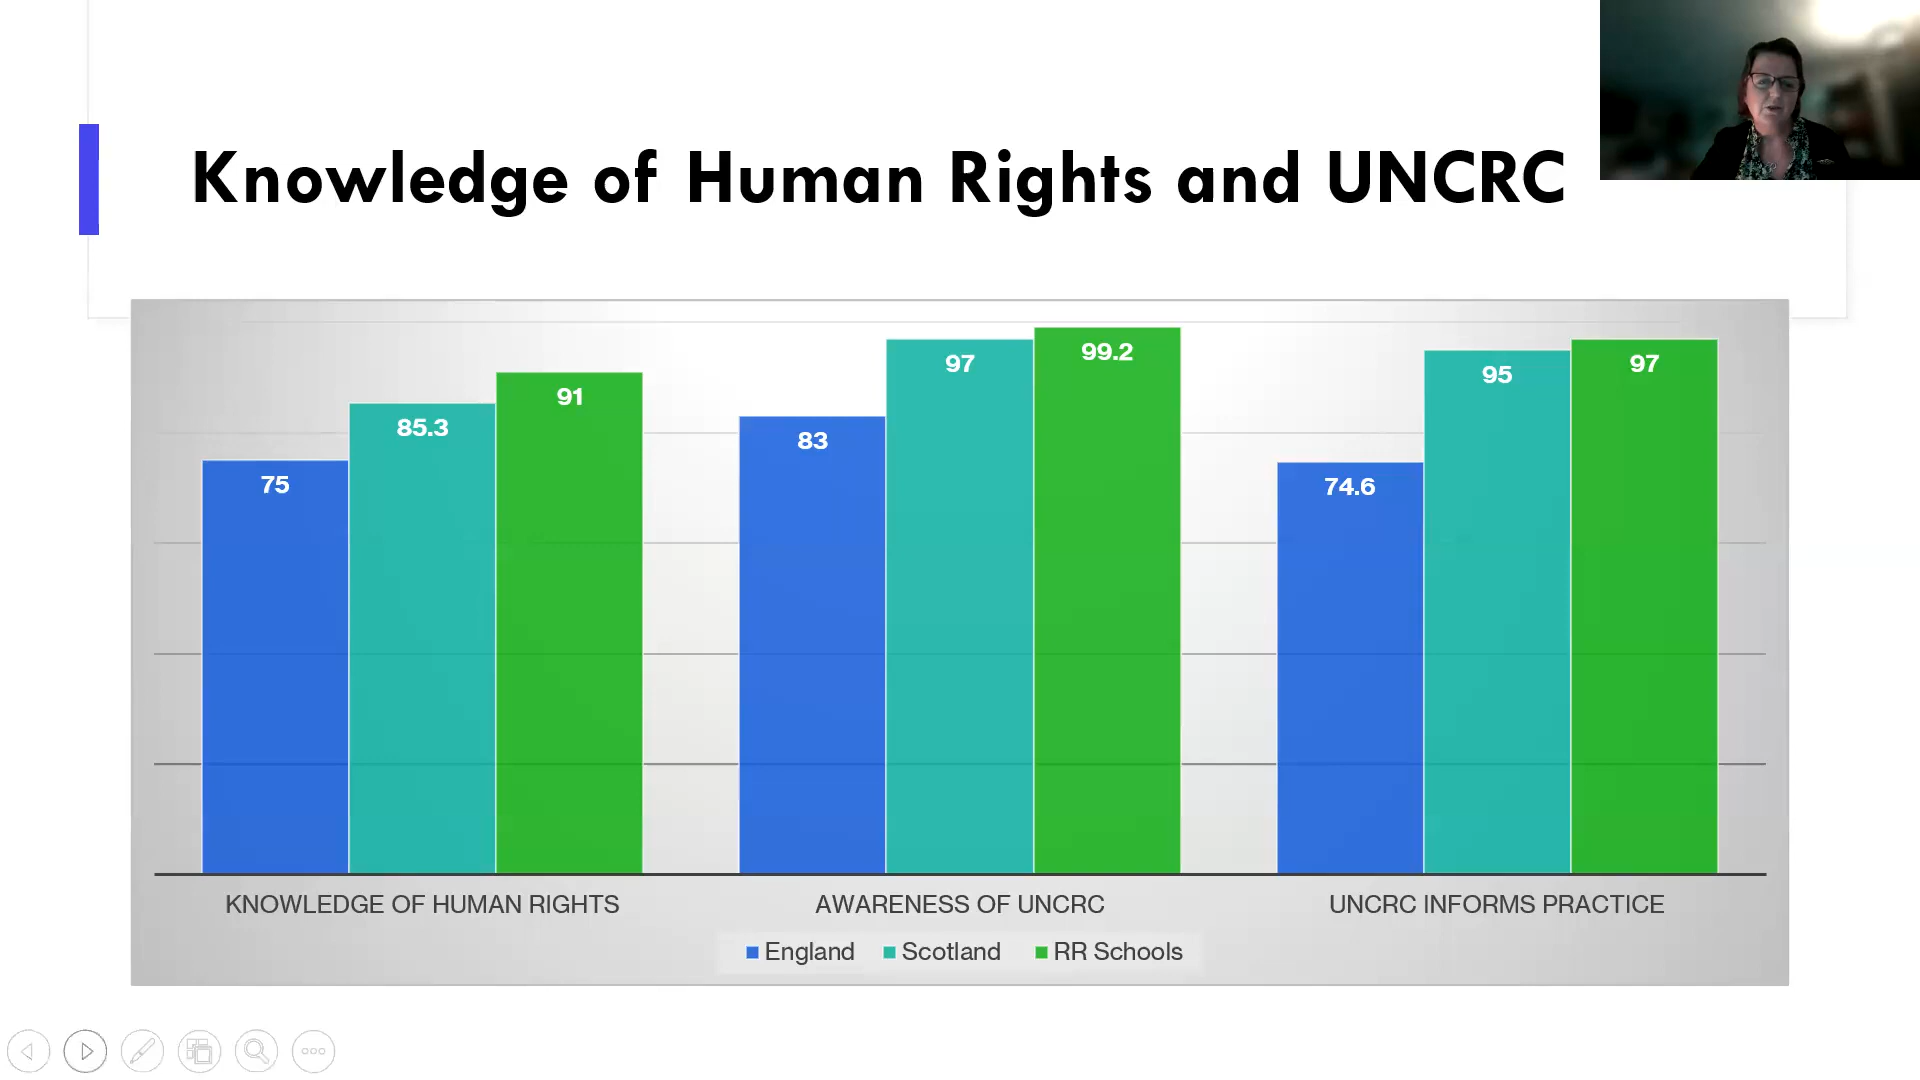 Knowledge of Human Rights and UNCRC
75
85.3
91
83
97
99.2
74.6
95
97
KNOWLEDGE OF HUMAN RIGHTS
AWARENESS OF UNCRC
UNCRC INFORMS PRACTICE
England
Scotland
RR Schools